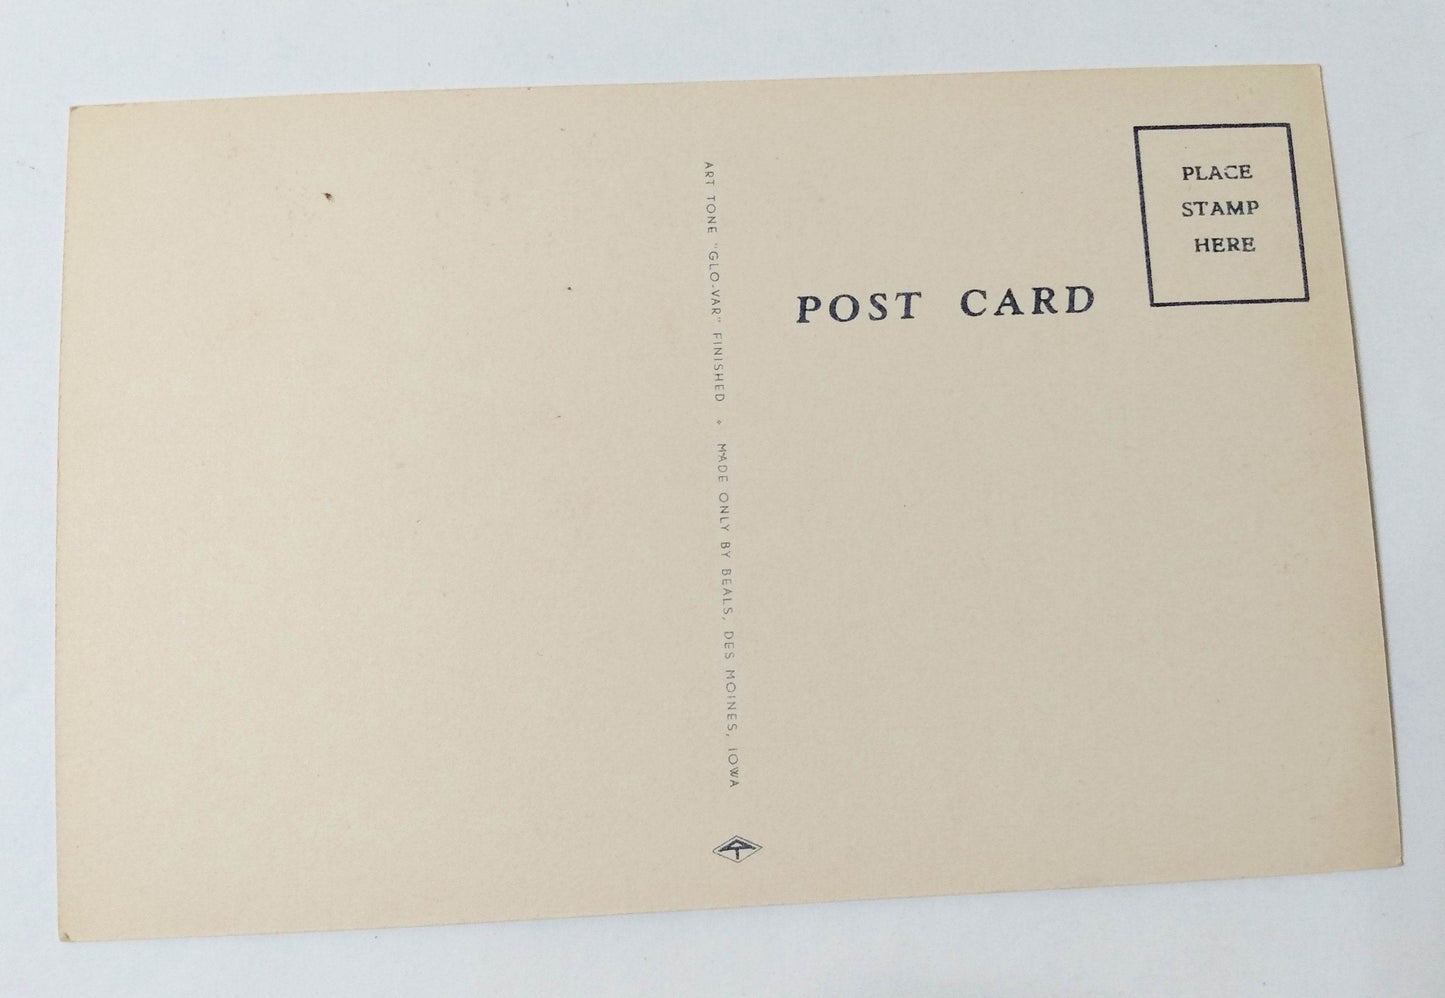 PLACE
STAMP
HERE
POST CARD
ART TONE "GLO-VAR" FINISHED ⋄ MADE ONLY BY BEALS, DES MOINES, IOWA